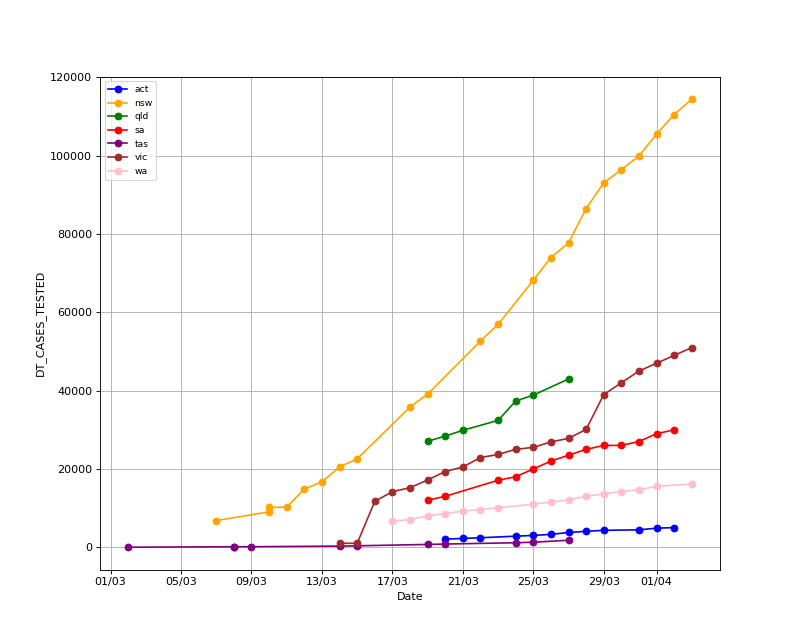 120000
100000
80000
60000
40000
20000
0
DT_CASES_TESTED
act
nsw
qld
sa
tas
vic
wa
01/03 05/03 09/03 13/03 17/03 21/03 25/03 29/03 01/04
Date